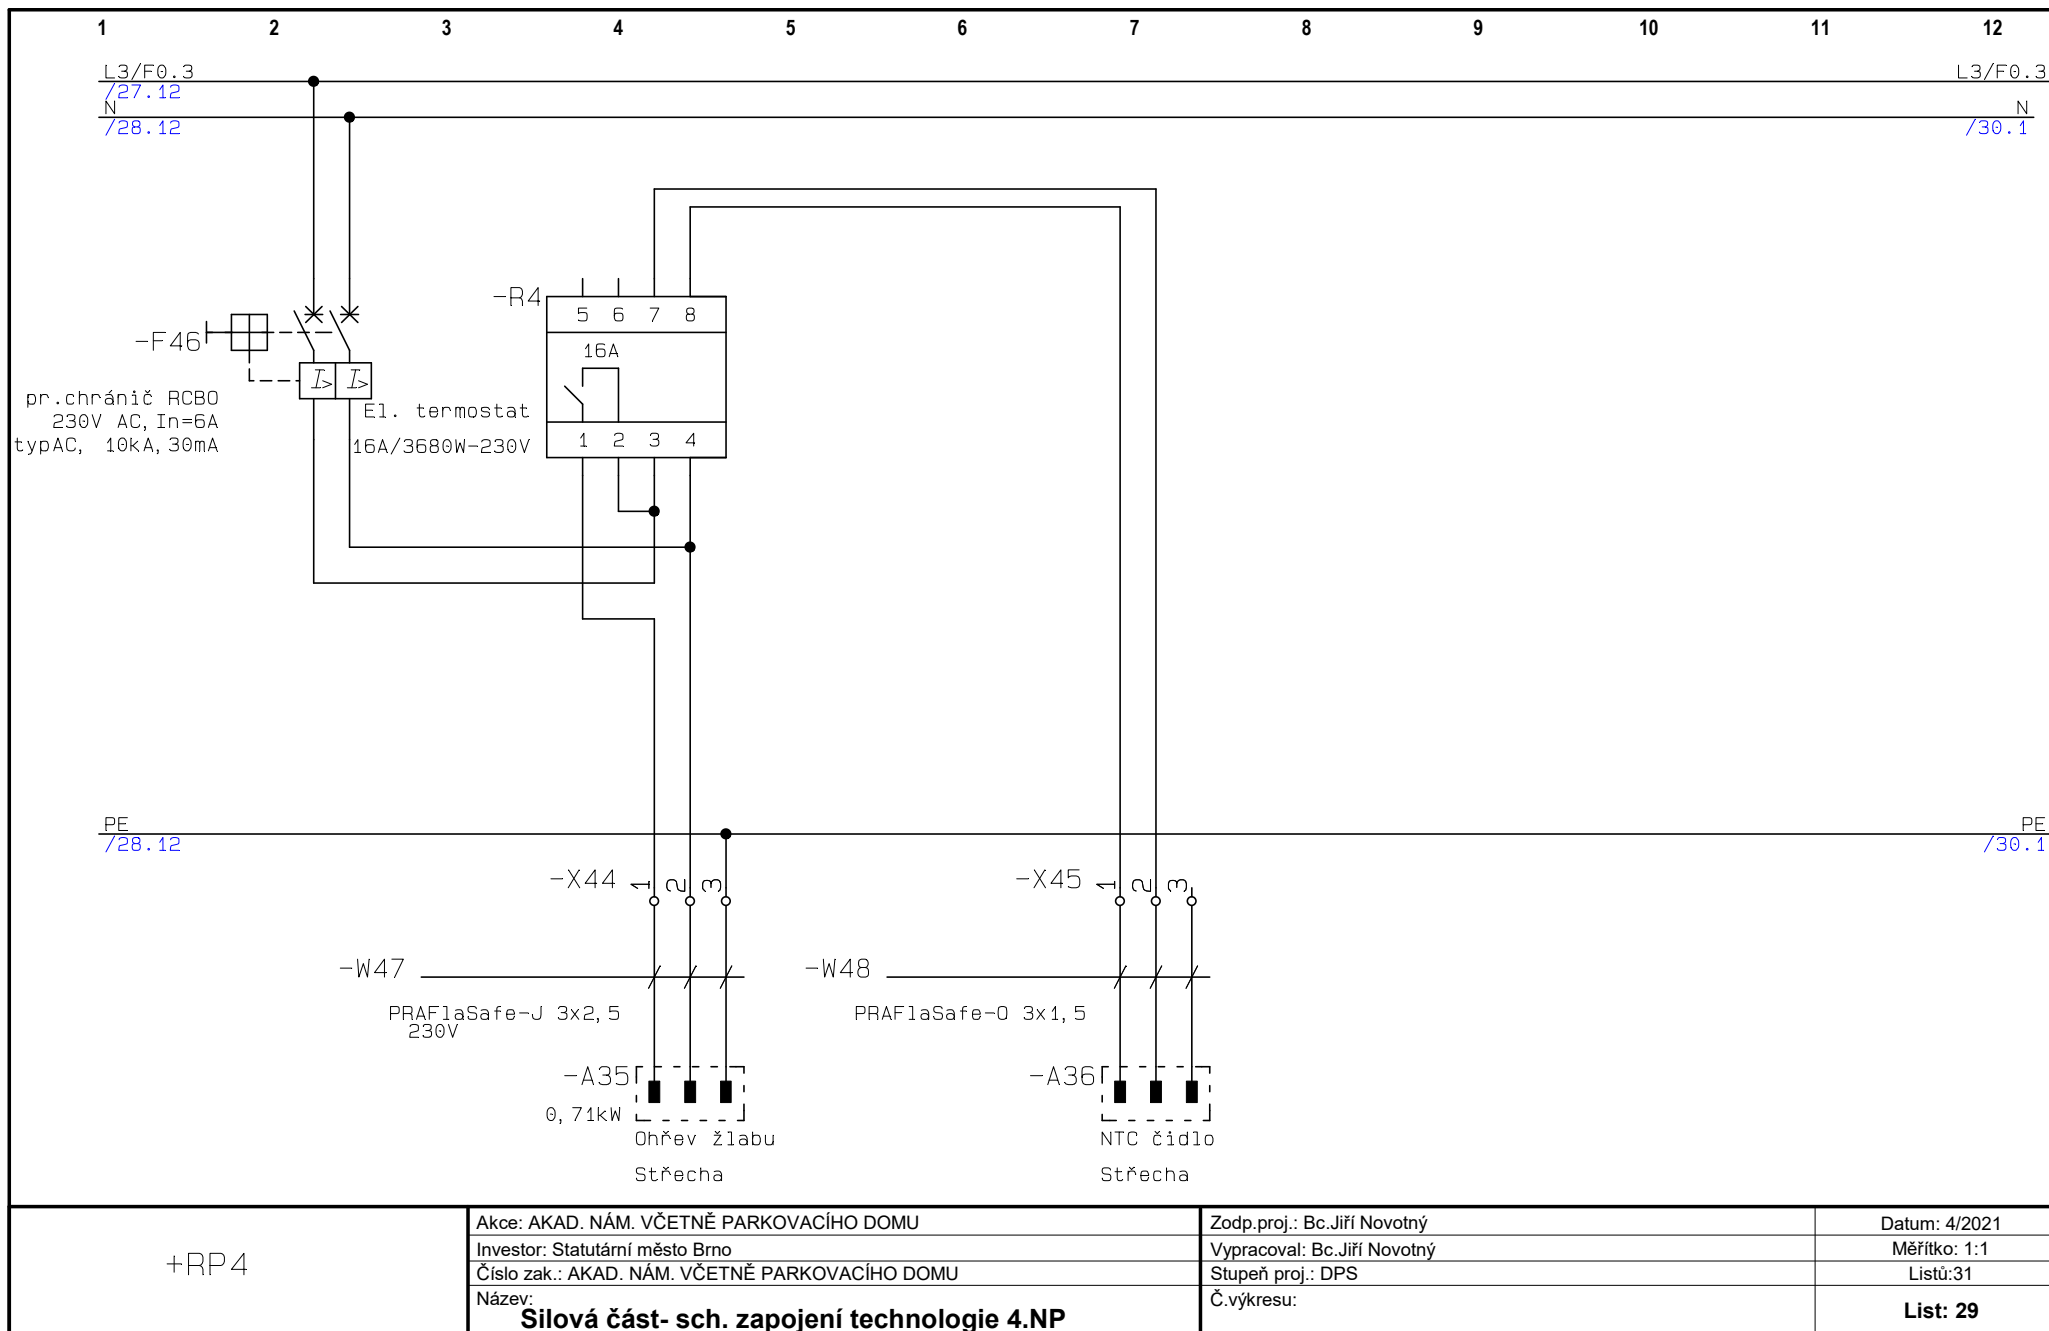 1 2 3 4 5 6 7 8 9 10 11 12
L3/F0.3 L3/F0.3
/27.12
N N
/28.12 /30.1
-R4
5 6 7 8
-F46
16A
pr.chránič RCBO
230V AC,In=6A
typAC, 10kA,30mA
I> I>
El. termostat
16A/3680W-230V
1 2 3 4
PE PE
/28.12 /30.1
-X44 1 2 3
-X45 1 2 3
-W47
PRAFlaSafe-J 3x2,5
230V
-W48
PRAFlaSafe-O 3x1,5
-A35
0,71kW
Ohřev žlabu
Střecha
-A36
NTC čidlo
Střecha
+RP4
Akce: AKAD. NÁM. VČETNĚ PARKOVACÍHO DOMU
Investor: Statutární město Brno
Číslo zak.: AKAD. NÁM. VČETNĚ PARKOVACÍHO DOMU
Název:
Silová část- sch. zapojení technologie 4.NP
Zodp.proj.: Bc.Jiří Novotný
Vypracoval: Bc.Jiří Novotný
Stupeň proj.: DPS
Č.výkresu:
Datum: 4/2021
Měřítko: 1:1
Listů:31
List: 29